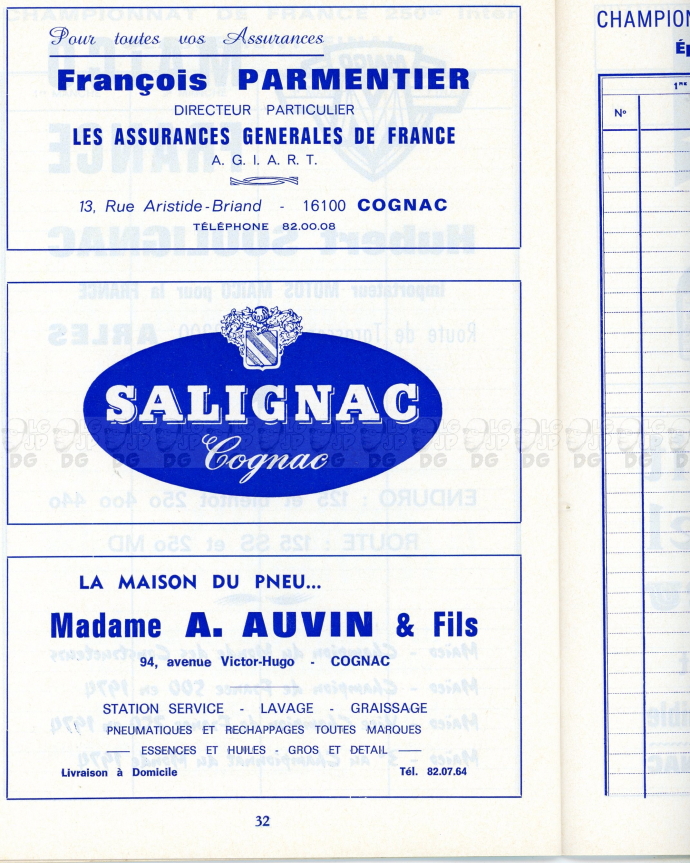 Pour toutes vos Assurances
François PARMENTIER
DIRECTEUR PARTICULIER
LES ASSURANCES GENERALES DE FRANCE
A. G. I. A. R. T.
13, Rue Aristide-Briand - 16100 COGNAC
TÉLÉPHONE 82.00.08
SALIGNAC
Cognac
LA MAISON DU PNEU...
Madame A. AUVIN & Fils
94, avenue Victor-Hugo - COGNAC
STATION SERVICE - LAVAGE - GRAISSAGE
PNEUMATIQUES ET RECHAPPAGES TOUTES MARQUES
ESSENCES ET HUILES - GROS ET DETAIL
Livraison à Domicile Tél. 82.07.64
32
CHAMPION
ÉP
1re
No